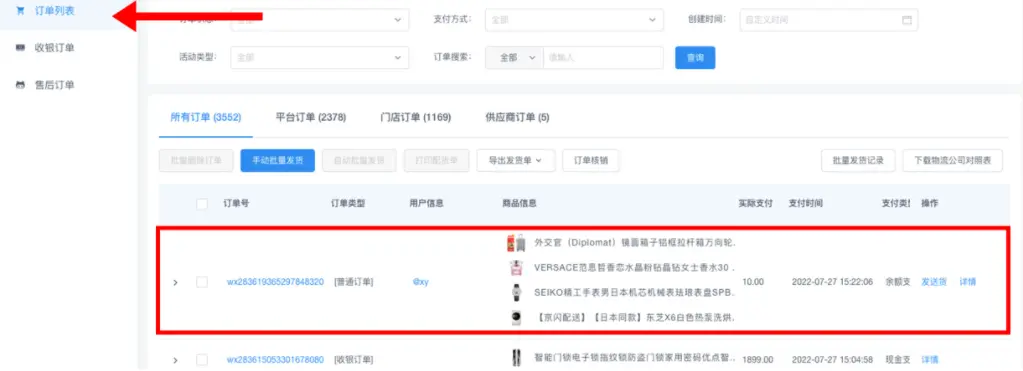 订单列表
收银订单
售后订单
订单状态： 全部 支付方式： 全部 创建时间： 自定义时间
活动类型： 全部 订单搜索： 全部 请输入 查询
所有订单 (3552) 平台订单 (2378) 门店订单 (1169) 供应商订单 (5)
批量删除订单 手动批量发货 自动批量发货 打印配货单 导出发货单 订单核销 批量发货记录 下载物流公司对照表
订单号 订单类型 用户信息 商品信息 实际支付 支付时间 支付类 操作
外交官（Diplomat）镜面箱子铝框拉杆箱万向轮..
VERSACE范思哲香恋水晶粉钻晶钻女士香水30 ..
wx283619365297848320 [普通订单] @xy 10.00 2022-07-27 15:22:06 余额支 发送货 详情
SEIKO精工手表男日本机芯机械表珐琅表盘SPB..
【京闪配送】【日本同款】东芝X6白色热泵洗烘..
wx283615053301678080 [收银订单] 智能门锁电子锁指纹锁防盗门锁家用密码优点智... 1899.00 2022-07-27 15:04:58 现金支 详情